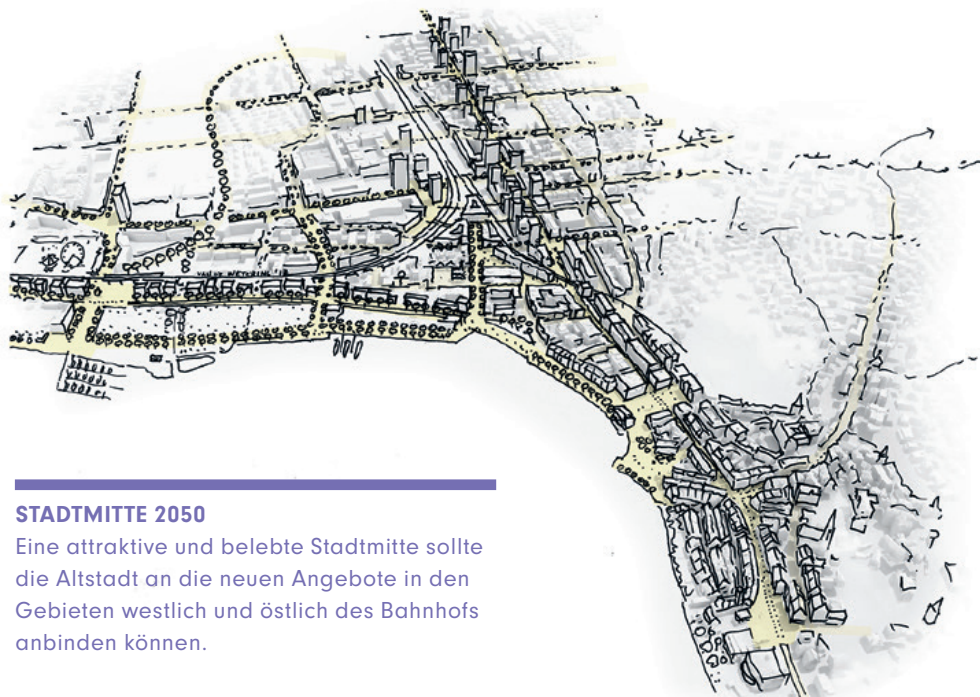 STADTMITTE 2050
Eine attraktive und belebte Stadtmitte sollte
die Altstadt an die neuen Angebote in den
Gebieten westlich und östlich des Bahnhofs
anbinden können.